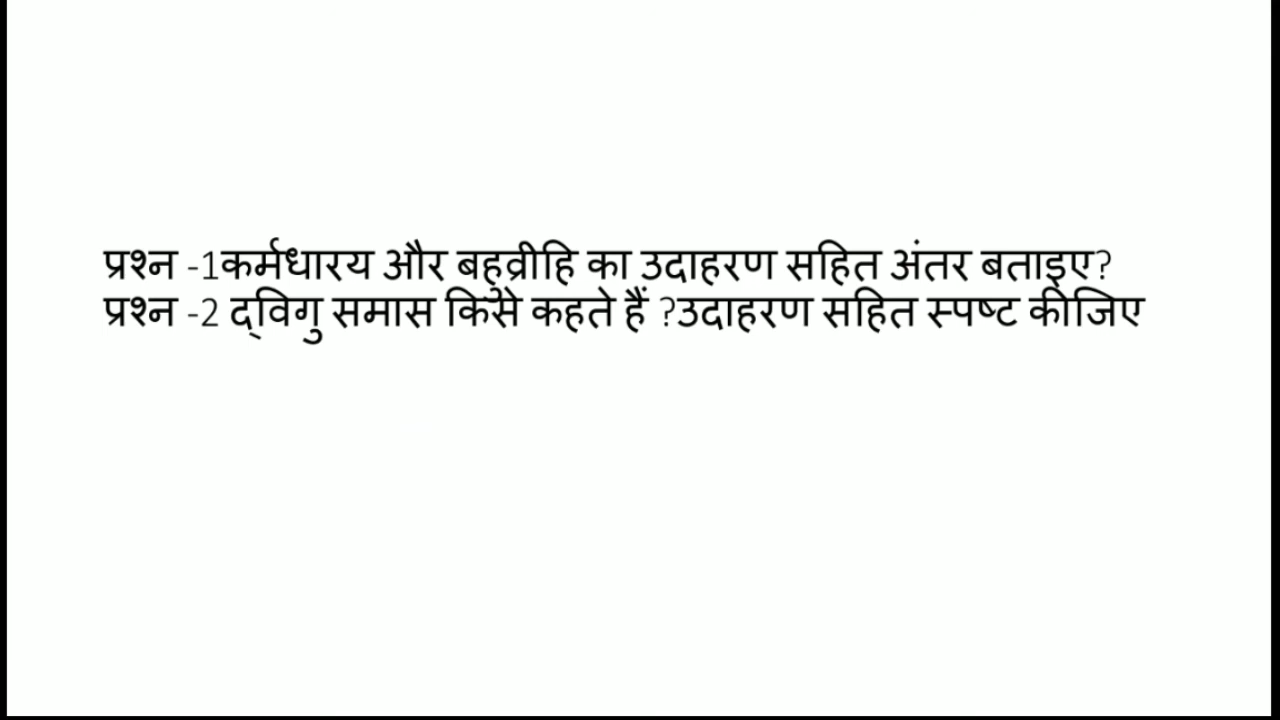 प्रश्न -1कर्मधारय और बहुव्रीहि का उदाहरण सहित अंतर बताइए?
प्रश्न -2 द्विगु समास किसे कहते हैं ?उदाहरण सहित स्पष्ट कीजिए